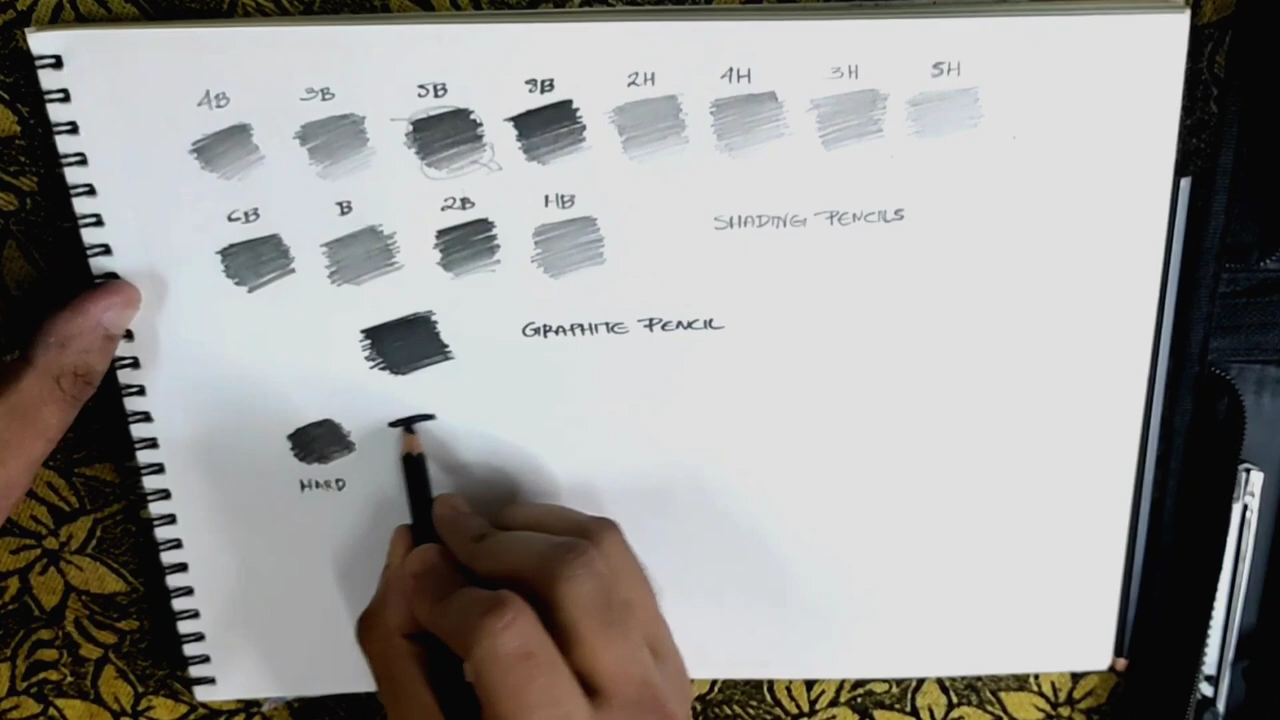 4B 3B 5B 8B 2H 4H 3H 5H
6B B 2B HB
SHADING PENCILS
GRAPHITE PENCIL
HARD